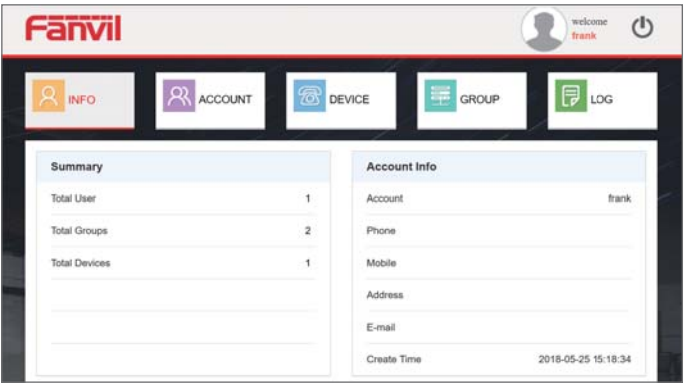 Fanvil
welcome
frank
INFO
ACCOUNT
DEVICE
GROUP
LOG
Summary
Total User 1
Total Groups 2
Total Devices 1
Account Info
Account frank
Phone
Mobile
Address
E-mail
Create Time 2018-05-25 15:18:34